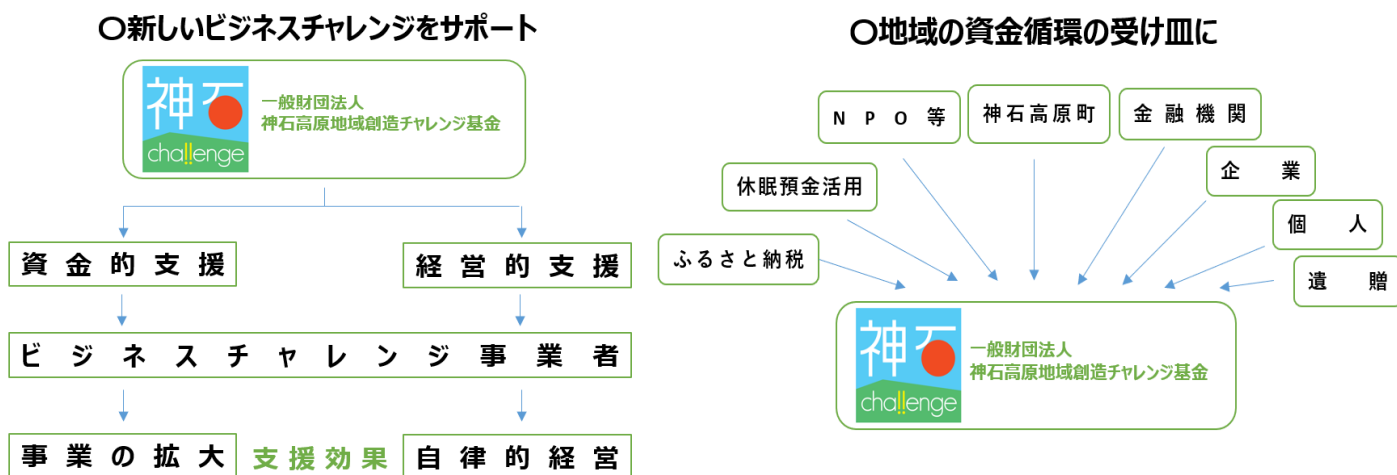 〇新しいビジネスチャレンジをサポート
神石
challenge
一般財団法人
神石高原地域創造チャレンジ基金
資金的支援
経営的支援
ビジネスチャレンジ事業者
事業の拡大
支援効果
自律的経営
〇地域の資金循環の受け皿に
NPO等
神石高原町
金融機関
休眠預金活用
企業
ふるさと納税
個人
遺贈
神石
challenge
一般財団法人
神石高原地域創造チャレンジ基金